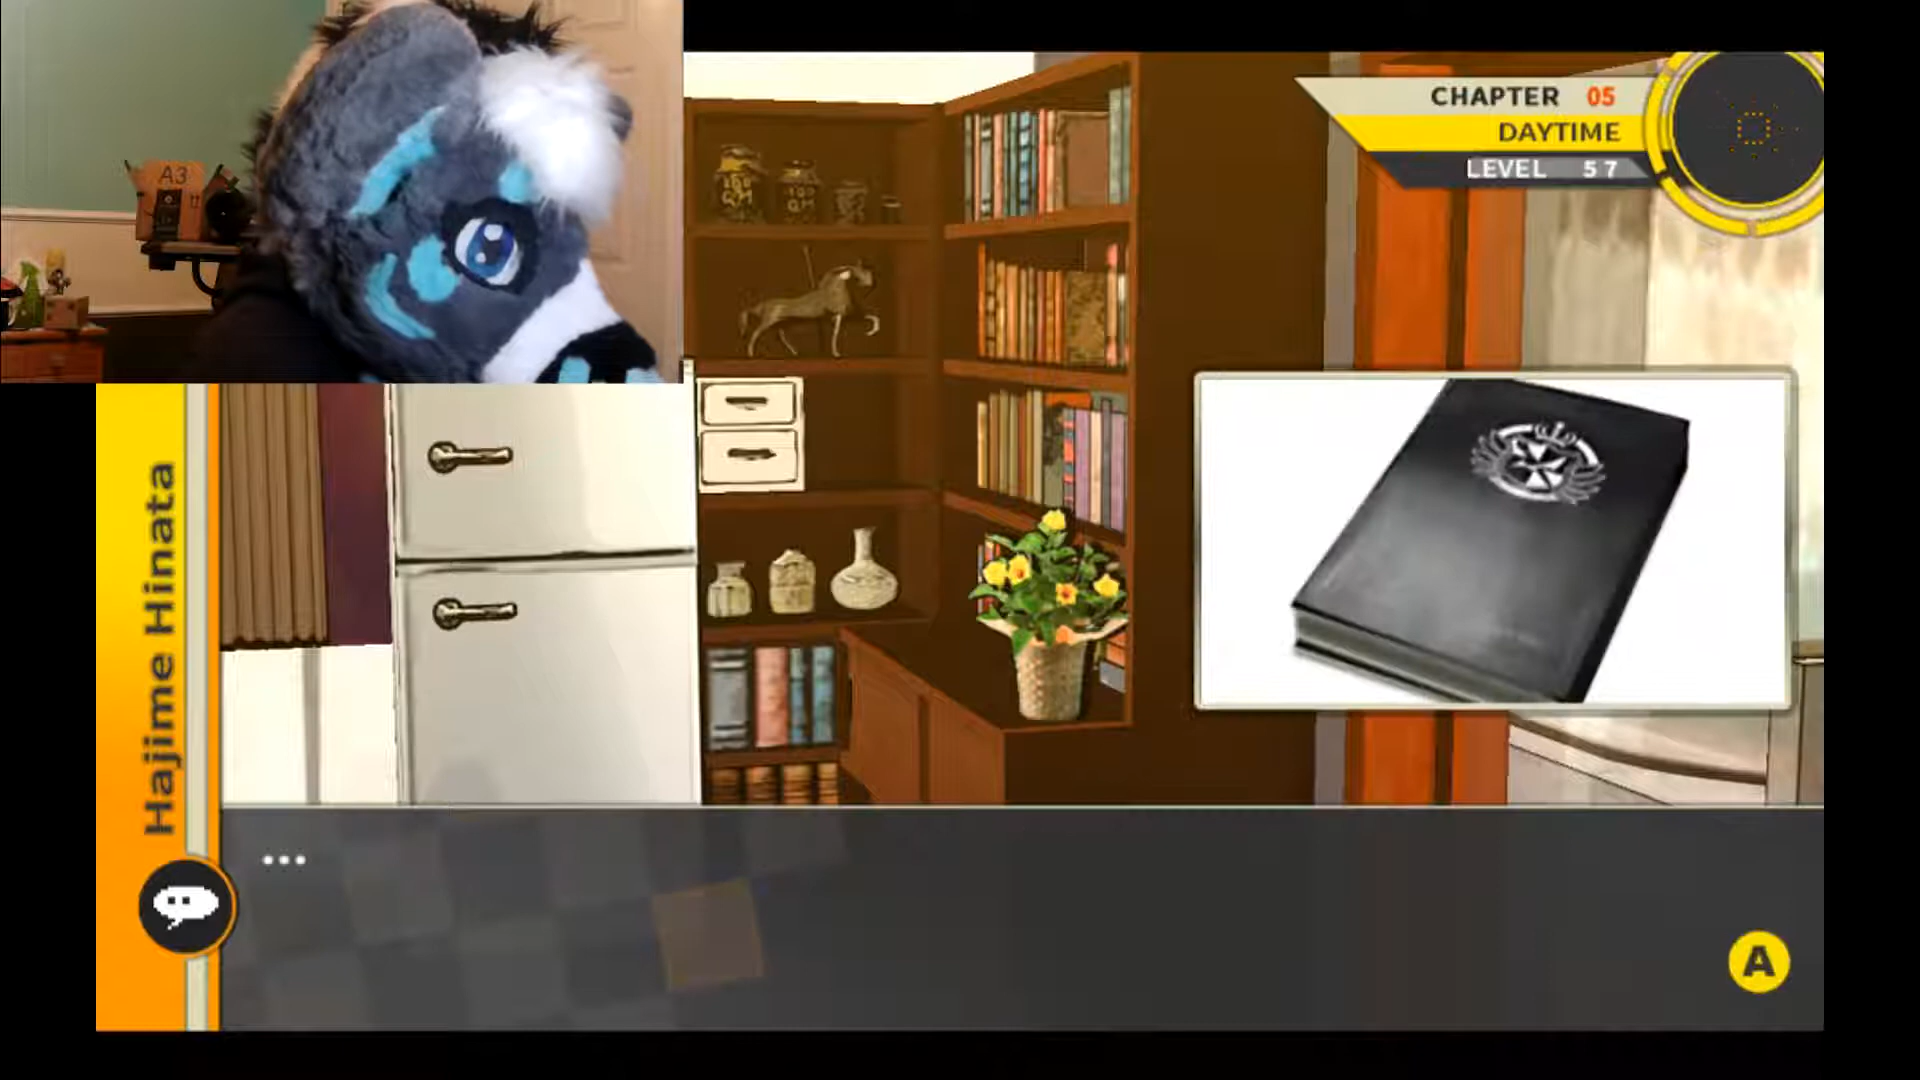 A3
CHAPTER 05
DAYTIME
LEVEL 57
Hajime Hinata
...
A